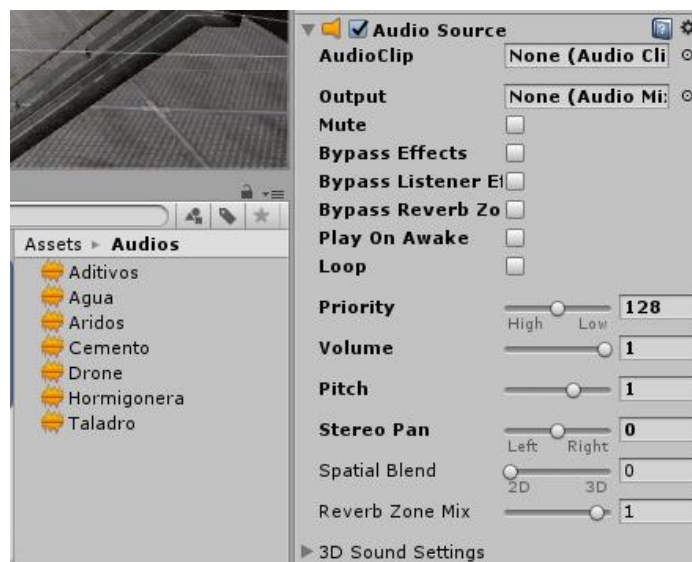 Assets ▸ Audios
Aditivos
Agua
Aridos
Cemento
Drone
Hormigonera
Taladro
Audio Source
AudioClip None (Audio Cli
Output None (Audio Mi:
Mute
Bypass Effects
Bypass Listener Ef
Bypass Reverb Zo
Play On Awake
Loop
Priority 128
High Low
Volume 1
Pitch 1
Stereo Pan 0
Left Right
Spatial Blend 0
2D 3D
Reverb Zone Mix 1
3D Sound Settings